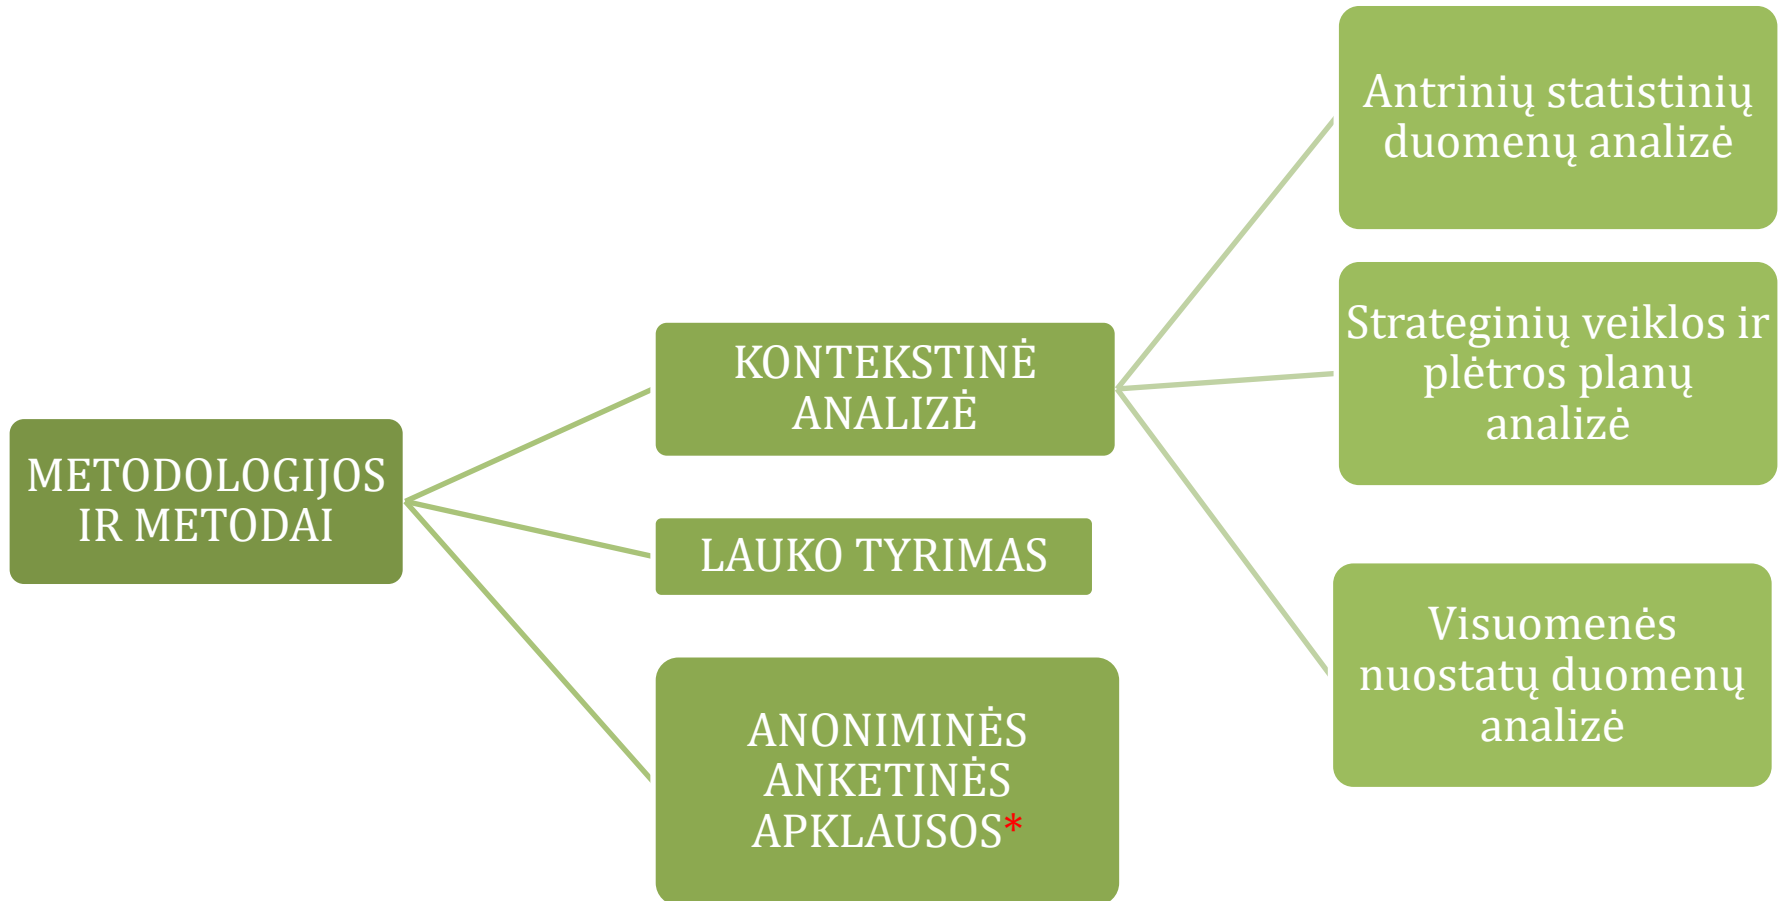 METODOLOGIJOS
IR METODAI
KONTEKSTINĖ
ANALIZĖ
LAUKO TYRIMAS
ANONIMINĖS
ANKETINĖS
APKLAUSOS*
Antrinių statistinių
duomenų analizė
Strateginių veiklos ir
plėtros planų
analizė
Visuomenės
nuostatų duomenų
analizė